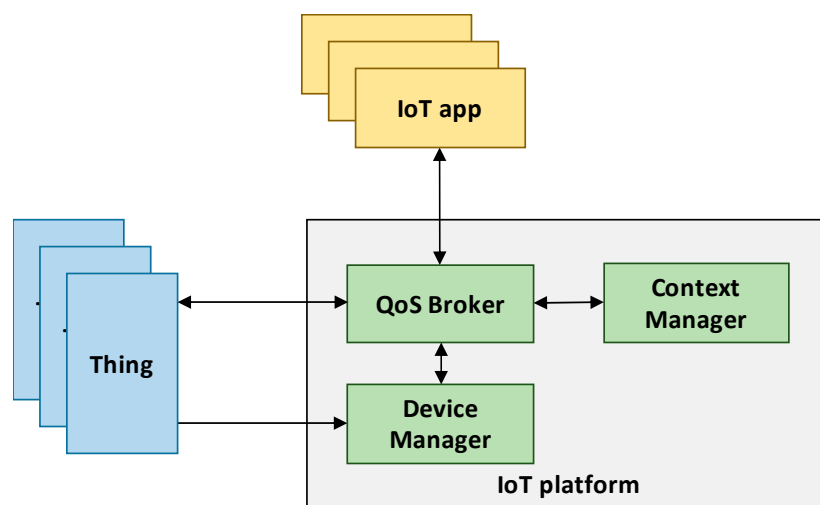 IoT app
QoS Broker
Context
Manager
Thing
Device
Manager
IoT platform